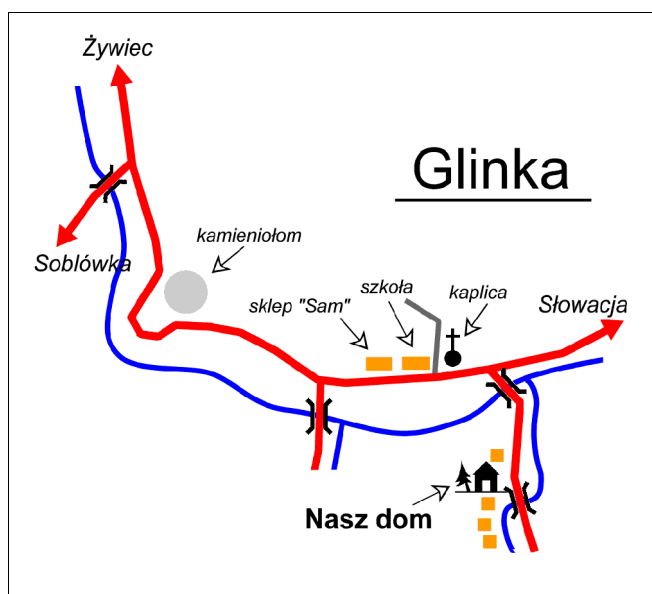 Żywiec
Glinka
kamieniołom
Soblówka
sklep "Sam"
szkoła
kaplica
Słowacja
Nasz dom